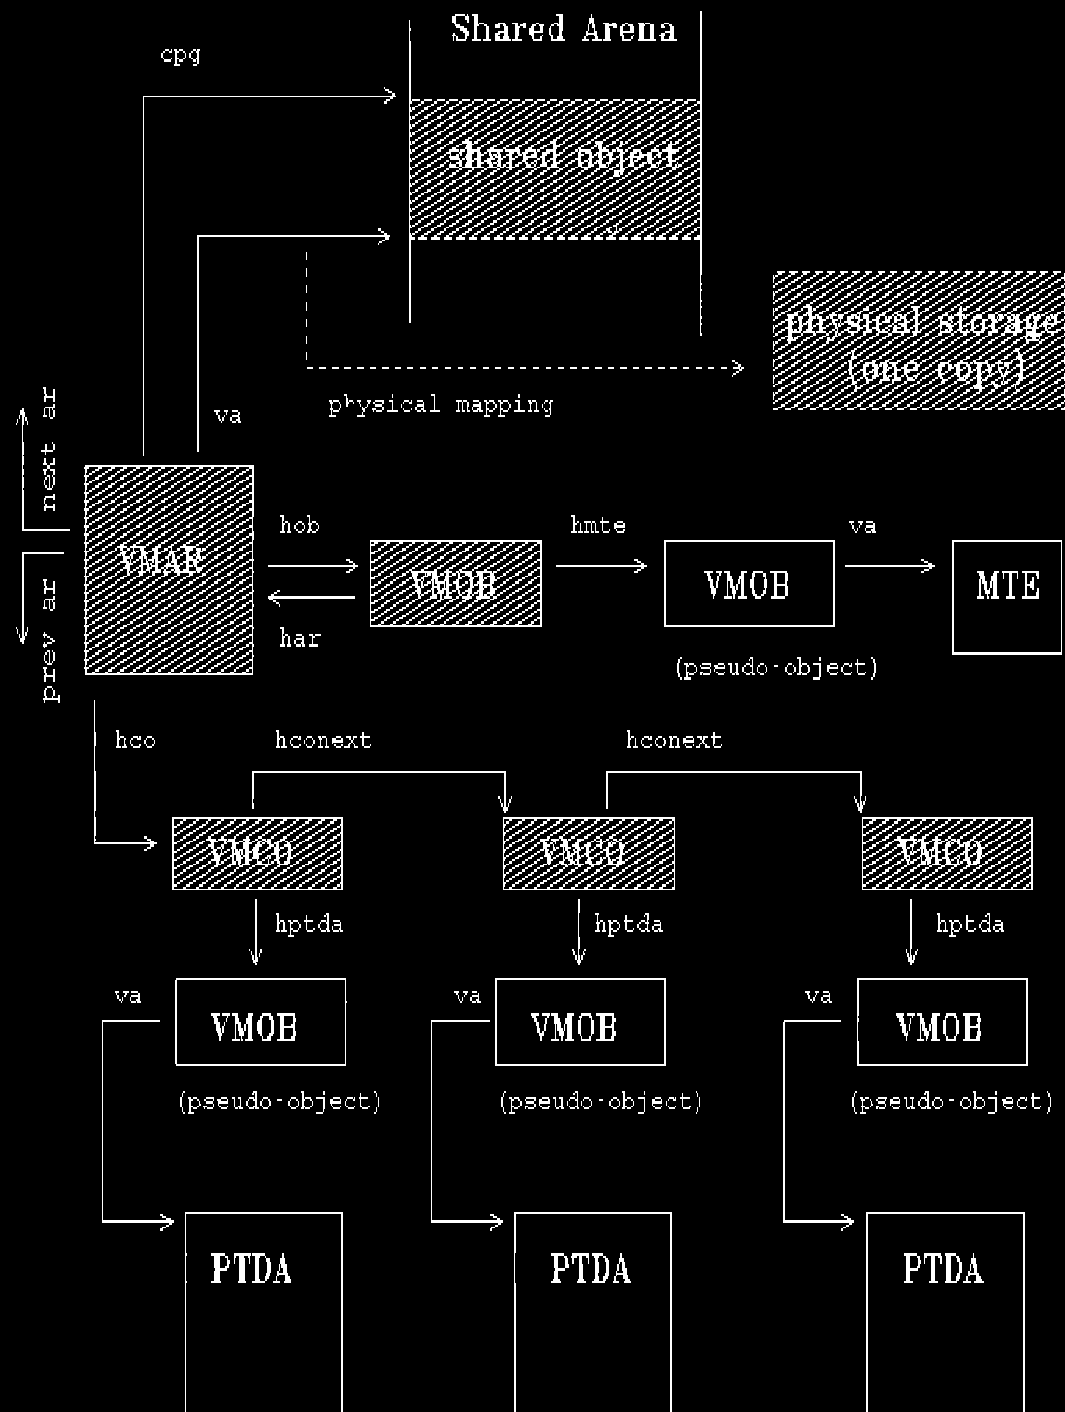 Shared Arena
cpg
shared object
physical storage
(one copy)
physical mapping
va
next ar
prev ar
VMAR
hob
har
VMOB
hmte
VMOB
(pseudo-object)
va
MTE
hco
hconext
hconext
VMCO
VMCO
VMCO
hptda
hptda
hptda
va
va
va
VMOB
VMOB
VMOB
(pseudo-object)
(pseudo-object)
(pseudo-object)
PTDA
PTDA
PTDA